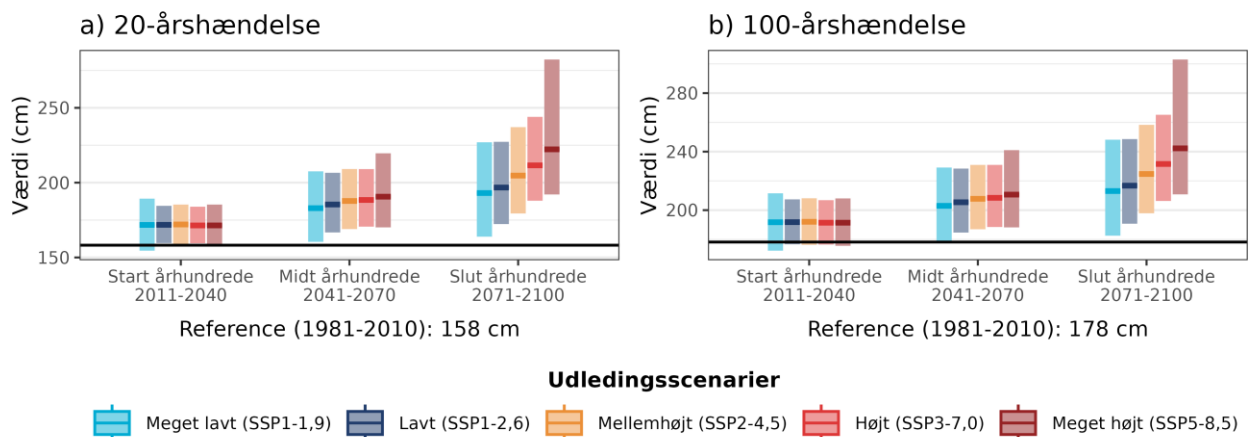 a) 20-årshændelse
b) 100-årshændelse
Værdi (cm)
250
200
150
Start århundrede
2011-2040
Midt århundrede
2041-2070
Slut århundrede
2071-2100
Reference (1981-2010): 158 cm
Værdi (cm)
280
240
200
Start århundrede
2011-2040
Midt århundrede
2041-2070
Slut århundrede
2071-2100
Reference (1981-2010): 178 cm
Udledingsscenarier
Meget lavt (SSP1-1,9)
Lavt (SSP1-2,6)
Mellemhøjt (SSP2-4,5)
Højt (SSP3-7,0)
Meget højt (SSP5-8,5)